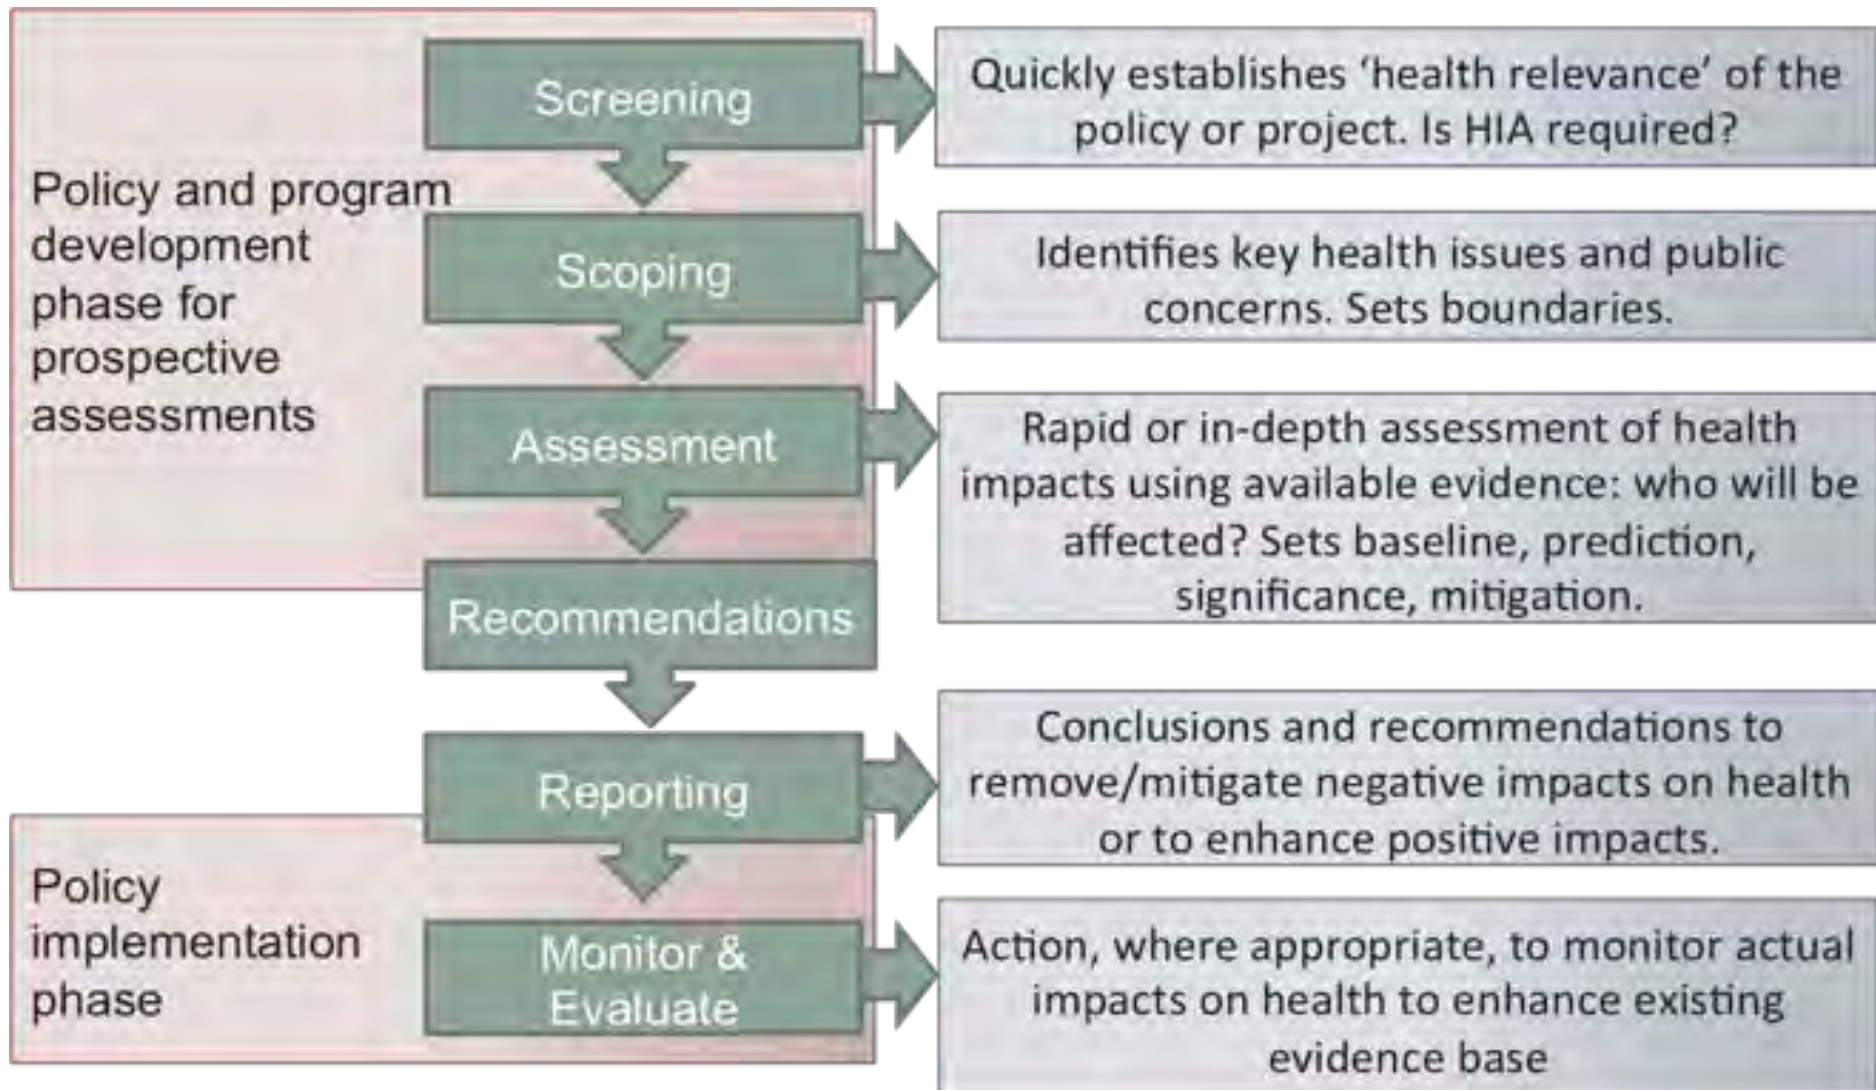 Policy and program
development
phase for
prospective
assessments
Screening
Quickly establishes ‘health relevance’ of the
policy or project. Is HIA required?
Scoping
Identifies key health issues and public
concerns. Sets boundaries.
Assessment
Rapid or in-depth assessment of health
impacts using available evidence: who will be
affected? Sets baseline, prediction,
significance, mitigation.
Recommendations
Reporting
Conclusions and recommendations to
remove/mitigate negative impacts on health
or to enhance positive impacts.
Policy
implementation
phase
Monitor &
Evaluate
Action, where appropriate, to monitor actual
impacts on health to enhance existing
evidence base